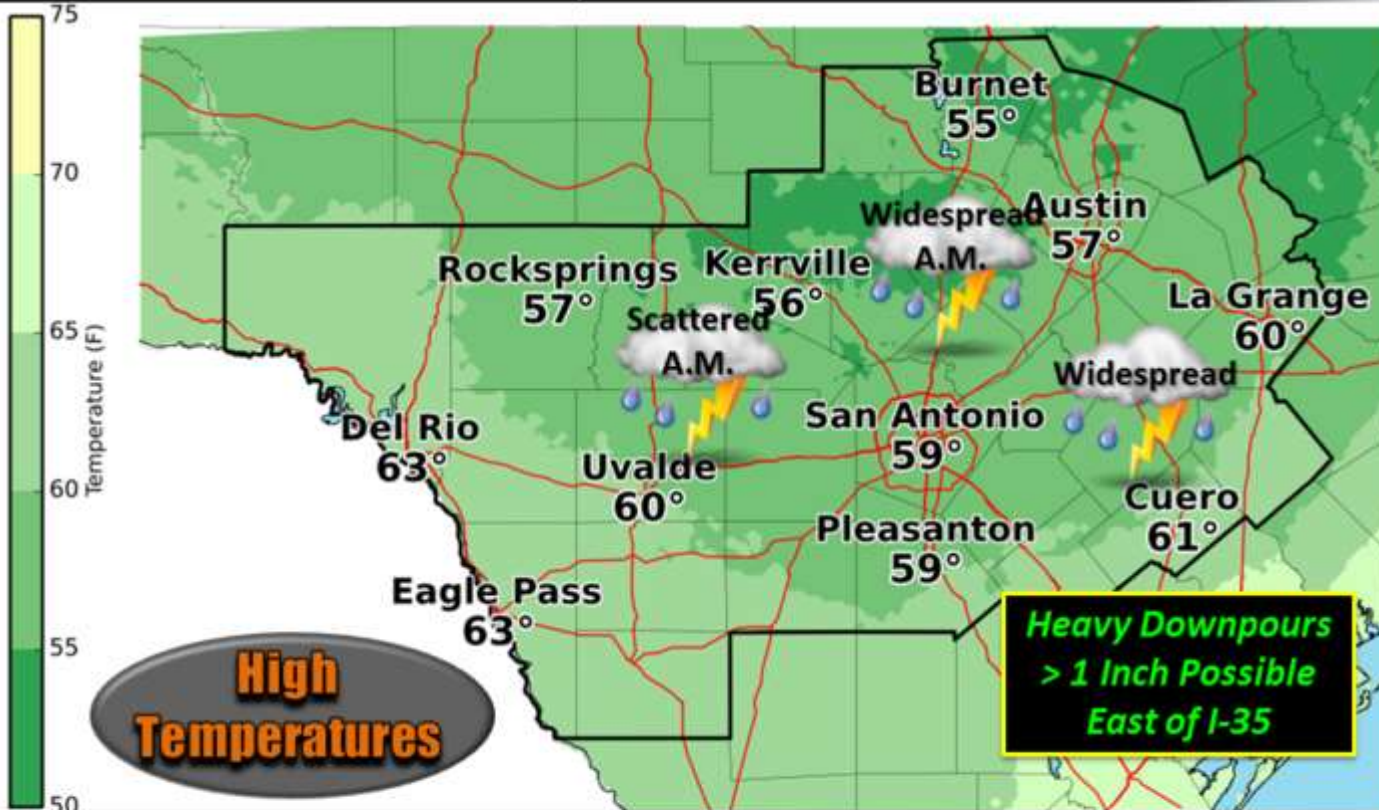 75
70
65
60
55
50
Temperature (F)
Burnet
55°
Widespread
A.M.
Austin
57°
Rocksprings
57°
Kerrville
56°
La Grange
60°
Scattered
A.M.
Widespread
Del Rio
63°
San Antonio
59°
Uvalde
60°
Cuero
61°
Pleasanton
59°
Eagle Pass
63°
High
Temperatures
Heavy Downpours
> 1 Inch Possible
East of I-35